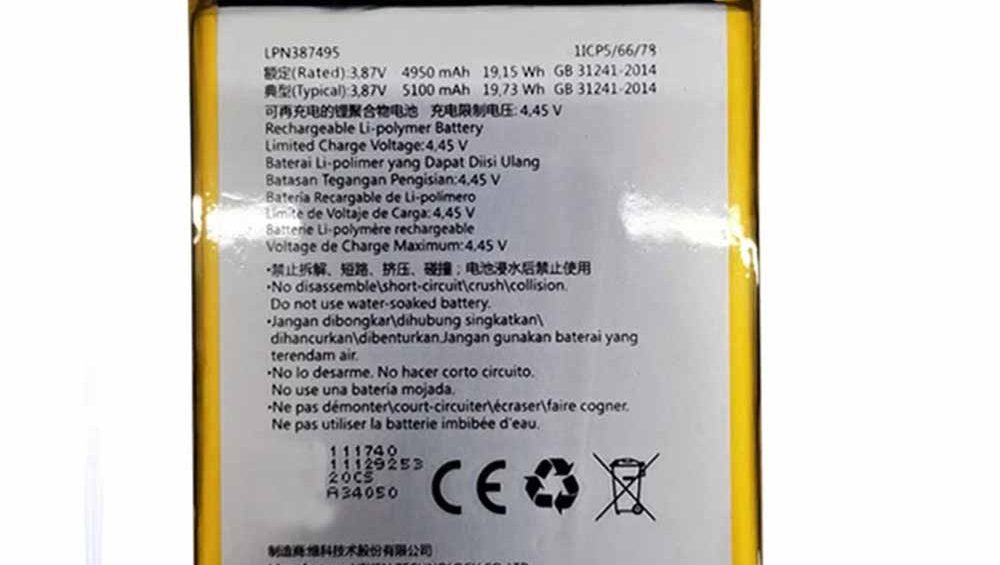 LPN387495 1ICP5/66/78
额定(Rated):3,87V 4950 mAh 19,15 Wh GB 31241-2014
典型(Typical):3,87V 5100 mAh 19,73 Wh GB 31241-2014
可再充电的锂聚合物电池 充电限制电压: 4,45 V
Rechargeable Li-polymer Battery
Limited Charge Voltage:4,45 V
Baterai Li-polimer yang Dapat Diisi Ulang
Batasan Tegangan Pengisian:4,45 V
Batería Recargable de Li-polímero
Límite de Voltaje de Carga: 4,45 V
Batterie Li-polymère rechargeable
Voltage de Charge Maximum:4,45 V
·禁止拆解、短路、挤压、碰撞；电池浸水后禁止使用
·No disassemble\short-circuit\crush\collision.
Do not use water-soaked battery.
·Jangan dibongkar\dihubung singkatkan\
dihancurkan\dibenturkan.Jangan gunakan baterai yang
terendam air.
·No lo desarme. No hacer corto circuito.
No use una batería mojada.
·Ne pas démonter\court-circuiter\écraser\faire cogner.
Ne pas utiliser la batterie imbibée d'eau.
111740
11129253
20CS
A34050
CE
制造商:维科技术股份有限公司